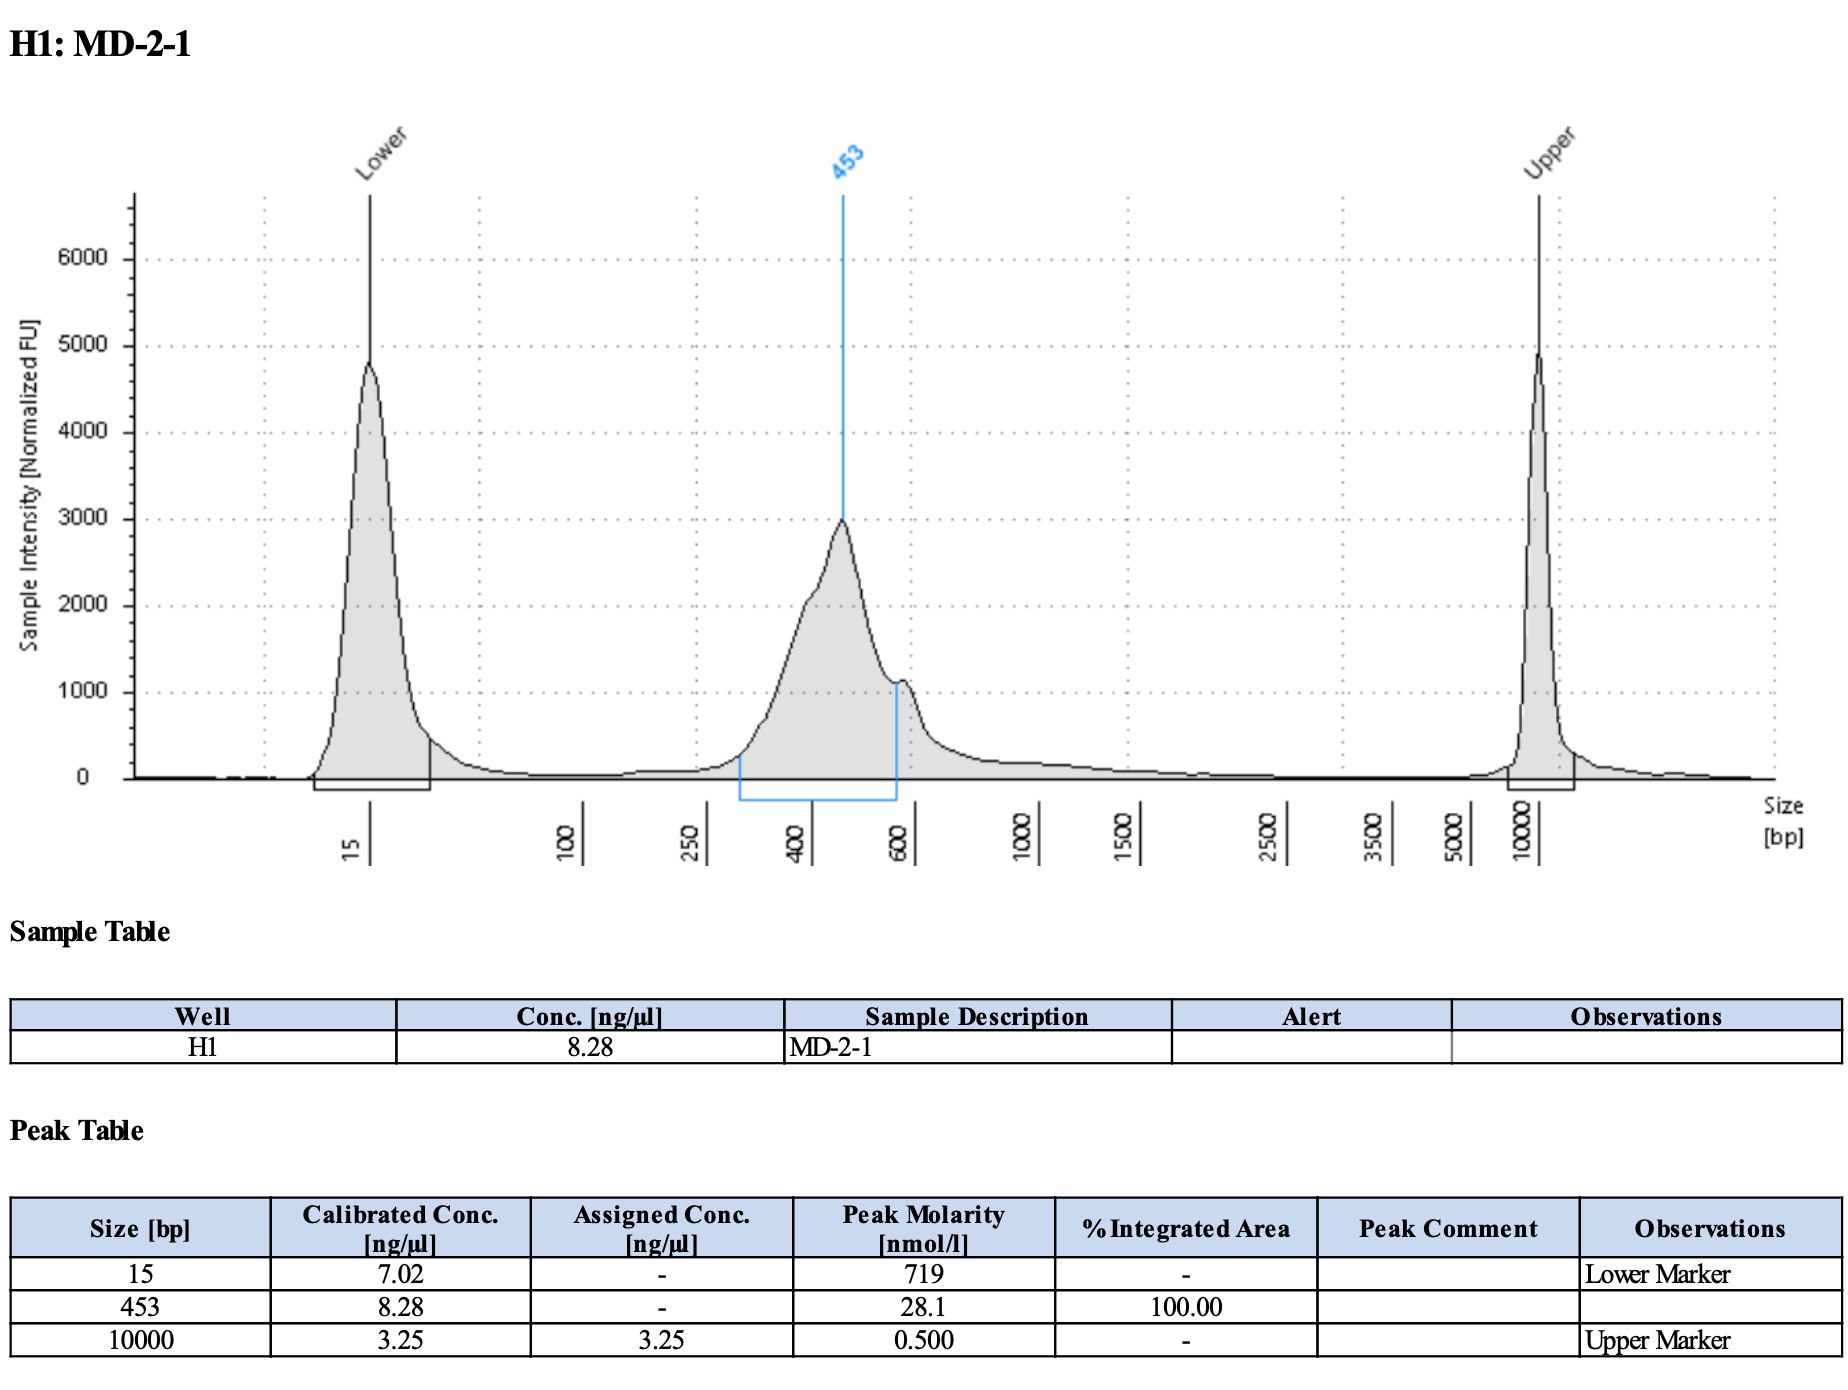 H1: MD-2-1
Lower
453
Upper
Sample Intensity [Normalized FU]
6000
5000
4000
3000
2000
1000
0
15
100
250
400
600
1000
1500
2500
3500
5000
10000
Size
[bp]
Sample Table
Well Conc. [ng/µl] Sample Description Alert Observations
H1 8.28 MD-2-1
Peak Table
Size [bp] Calibrated Conc. [ng/µl] Assigned Conc. [ng/µl] Peak Molarity [nmol/l] % Integrated Area Peak Comment Observations
15 7.02 - 719 - Lower Marker
453 8.28 - 28.1 100.00
10000 3.25 3.25 0.500 - Upper Marker